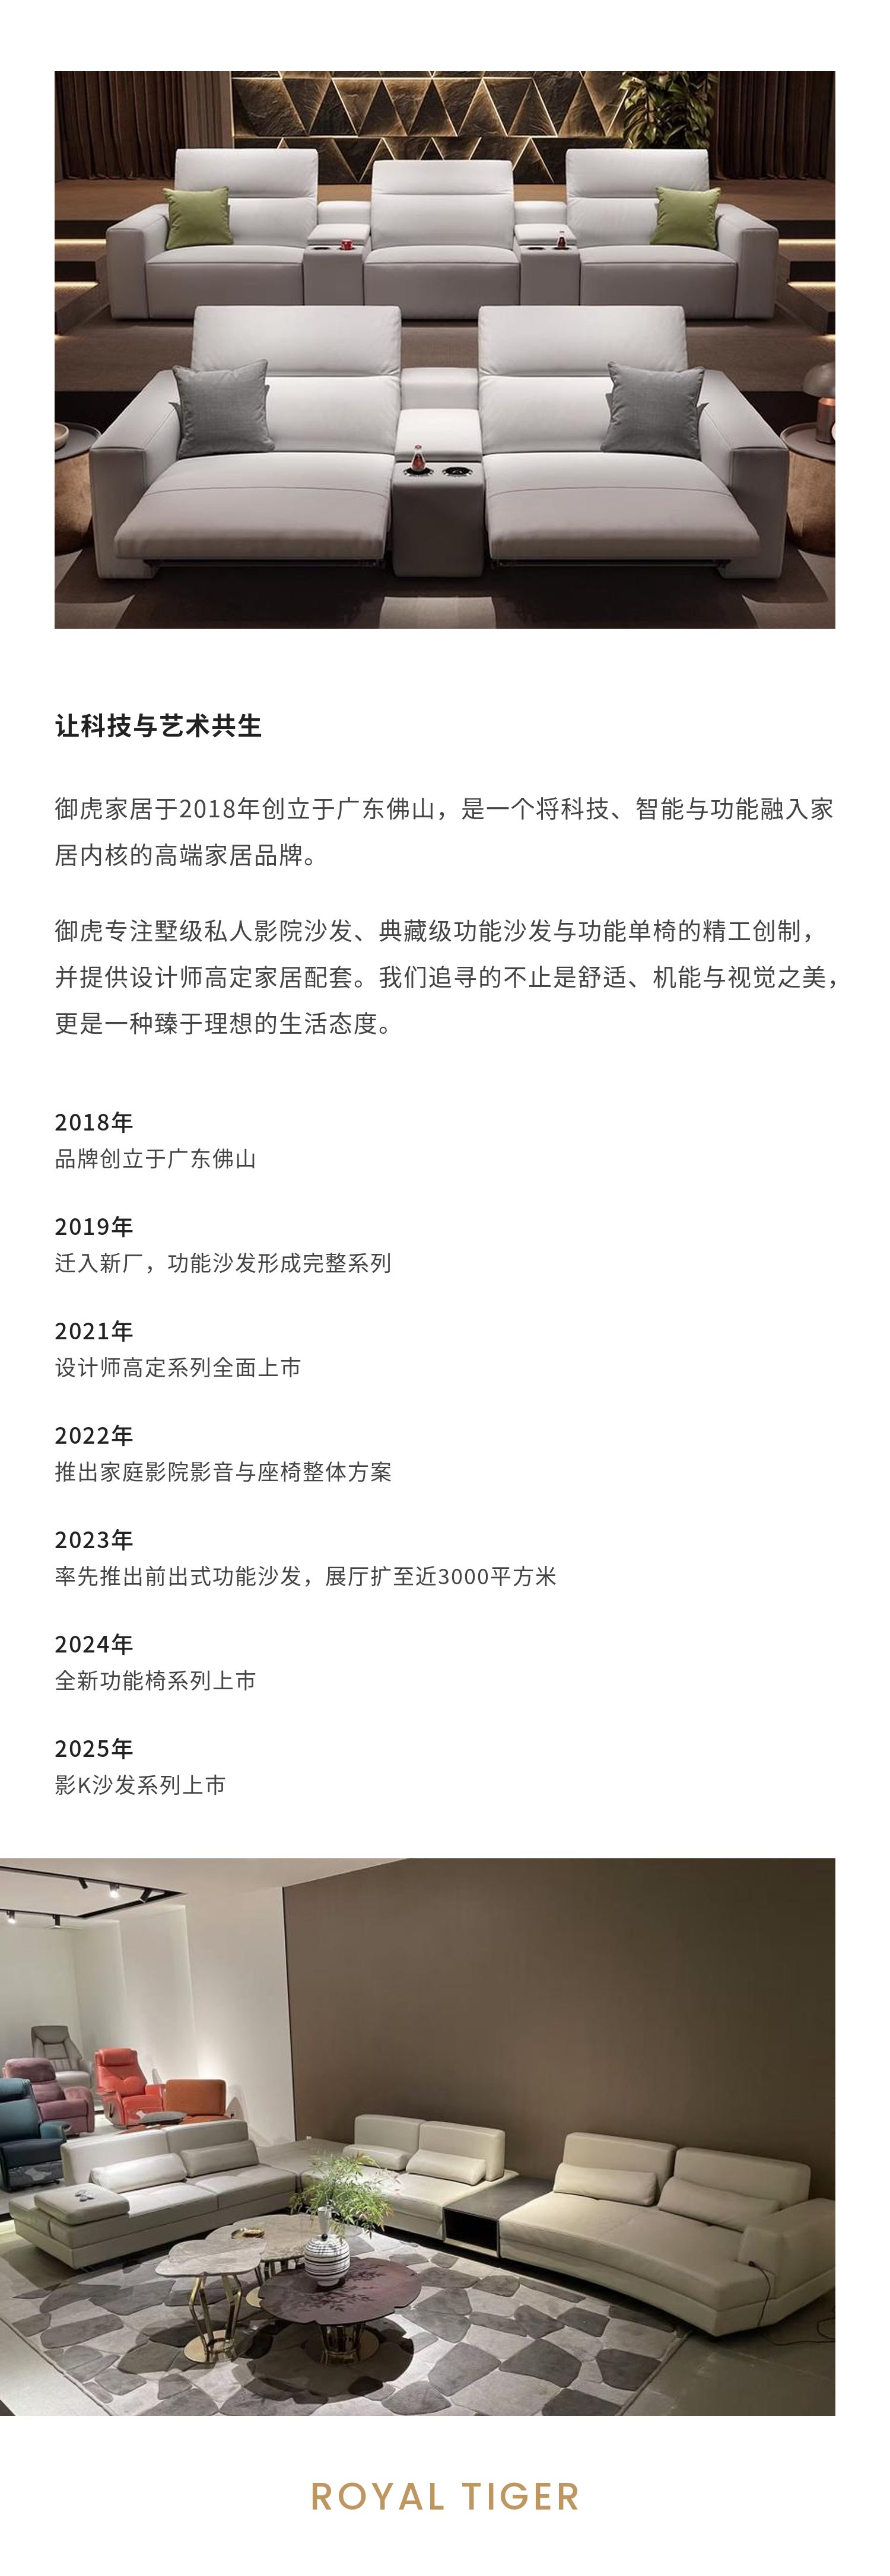 让科技与艺术共生
御虎家居于2018年创立于广东佛山，是一个将科技、智能与功能融入家
居内核的高端家居品牌。
御虎专注墅级私人影院沙发、典藏级功能沙发与功能单椅的精工创制，
并提供设计师高定家居配套。我们追寻的不止是舒适、机能与视觉之美，
更是一种臻于理想的生活态度。
2018年
品牌创立于广东佛山
2019年
迁入新厂，功能沙发形成完整系列
2021年
设计师高定系列全面上市
2022年
推出家庭影院影音与座椅整体方案
2023年
率先推出前出式功能沙发，展厅扩至近3000平方米
2024年
全新功能椅系列上市
2025年
影K沙发系列上市
ROYAL TIGER